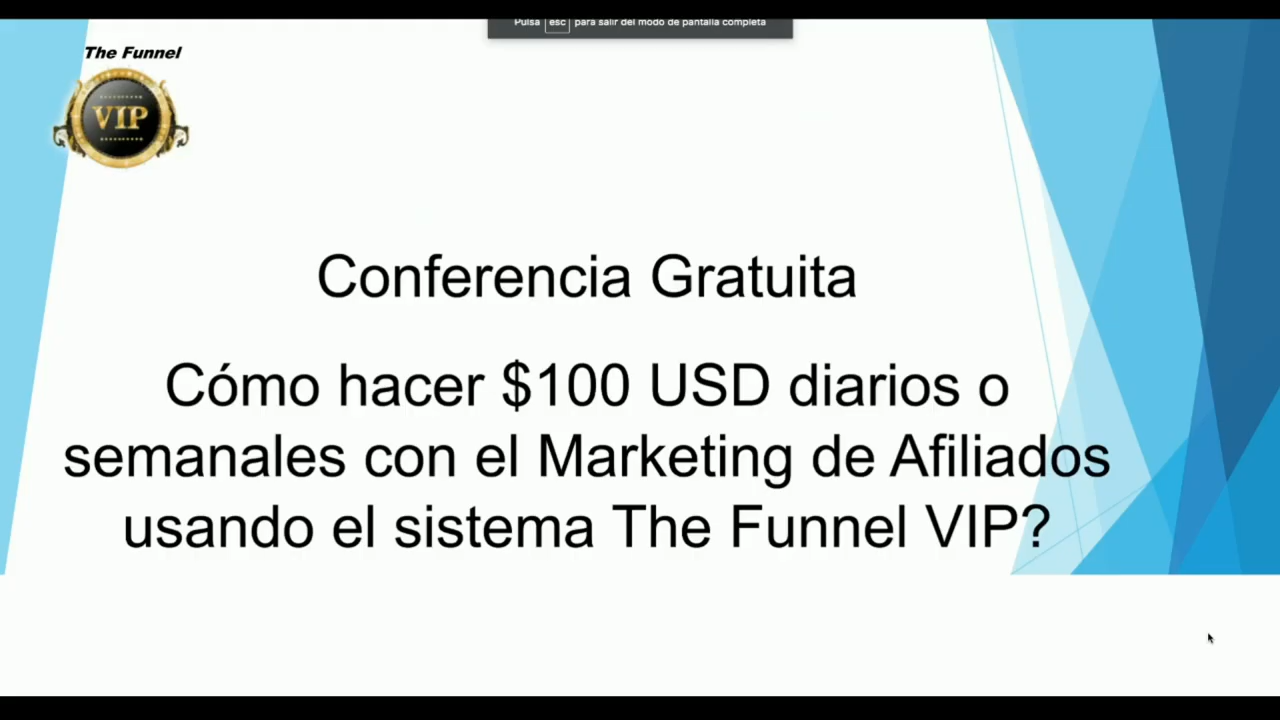 Pulsa esc para salir del modo de pantalla completa
The Funnel
VIP
Conferencia Gratuita
Cómo hacer $100 USD diarios o
semanales con el Marketing de Afiliados
usando el sistema The Funnel VIP?